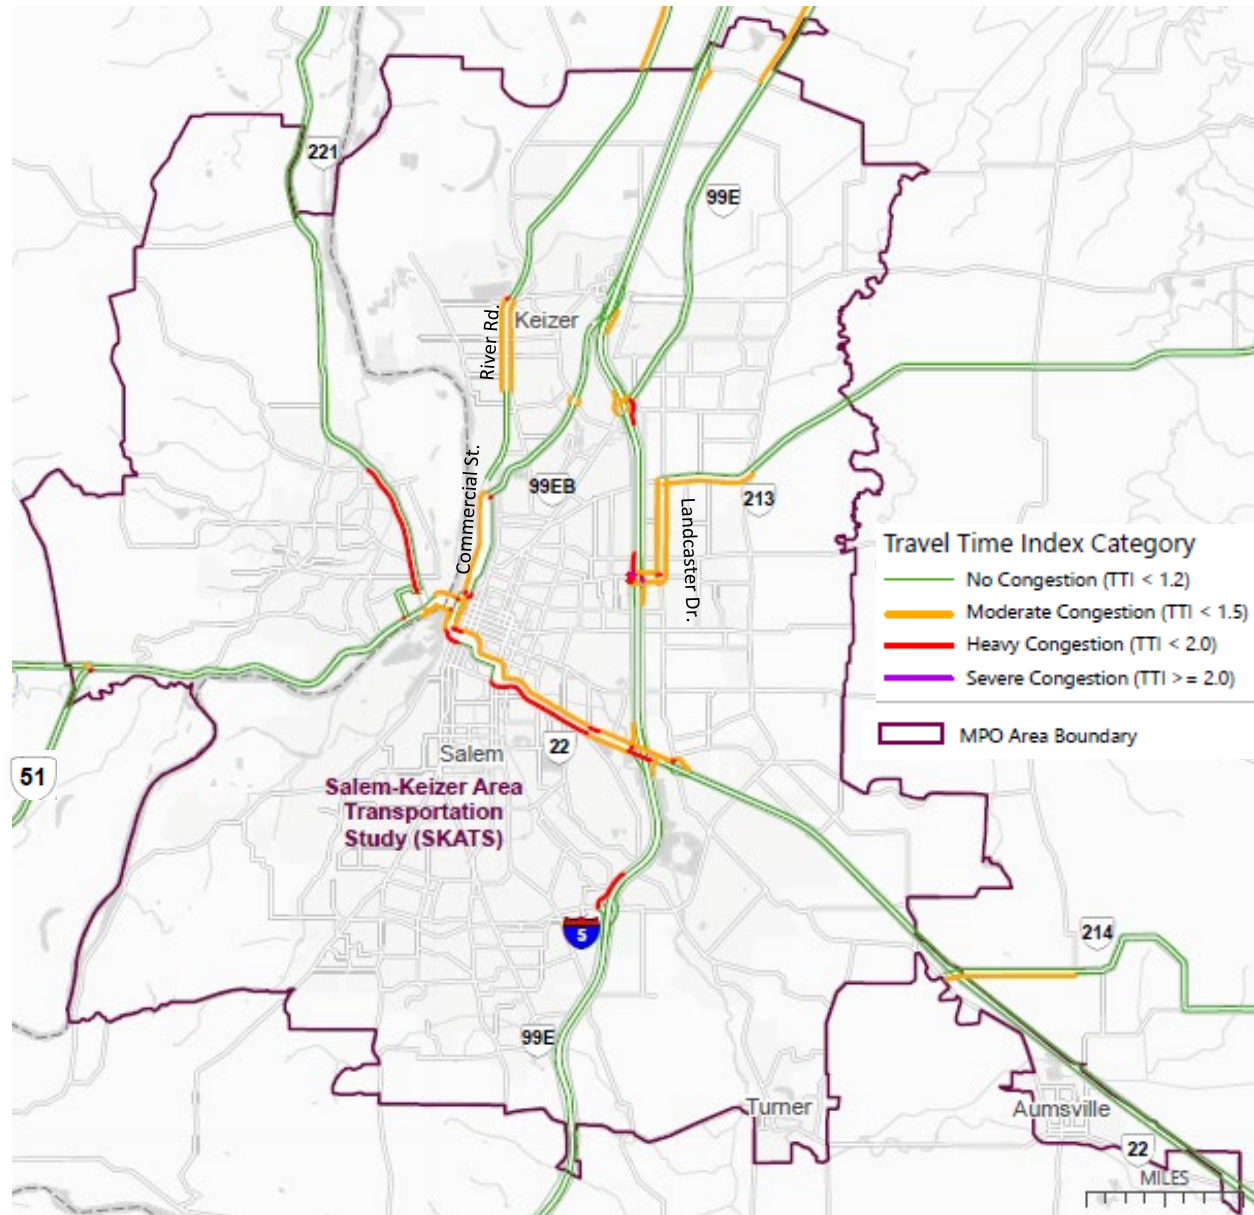 221
99E
River Rd.
Keizer
Commercial St.
99EB
213
Landcaster Dr.
Travel Time Index Category
No Congestion (TTI < 1.2)
Moderate Congestion (TTI < 1.5)
Heavy Congestion (TTI < 2.0)
Severe Congestion (TTI > = 2.0)
MPO Area Boundary
51
22
Salem
Salem-Keizer Area
Transportation
Study (SKATS)
5
214
99E
Turner
Aumsville
22
MILES